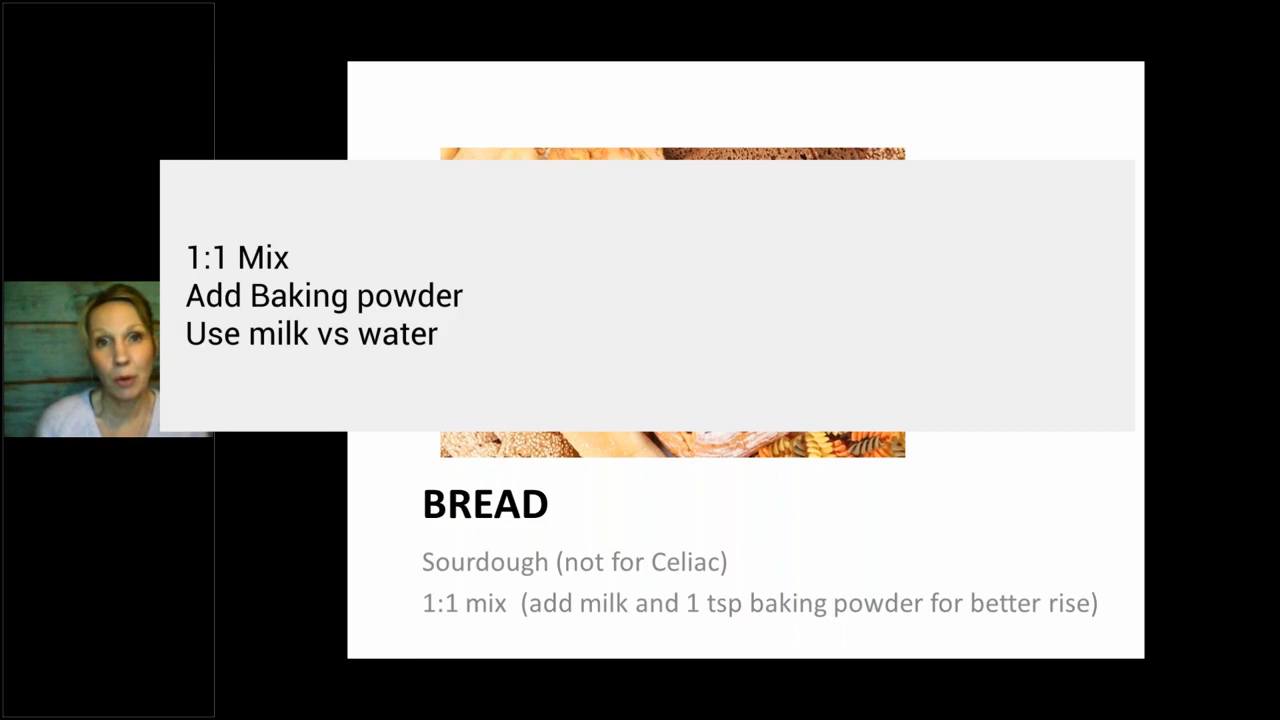 1:1 Mix
Add Baking powder
Use milk vs water
BREAD
Sourdough (not for Celiac)
1:1 mix  (add milk and 1 tsp baking powder for better rise)